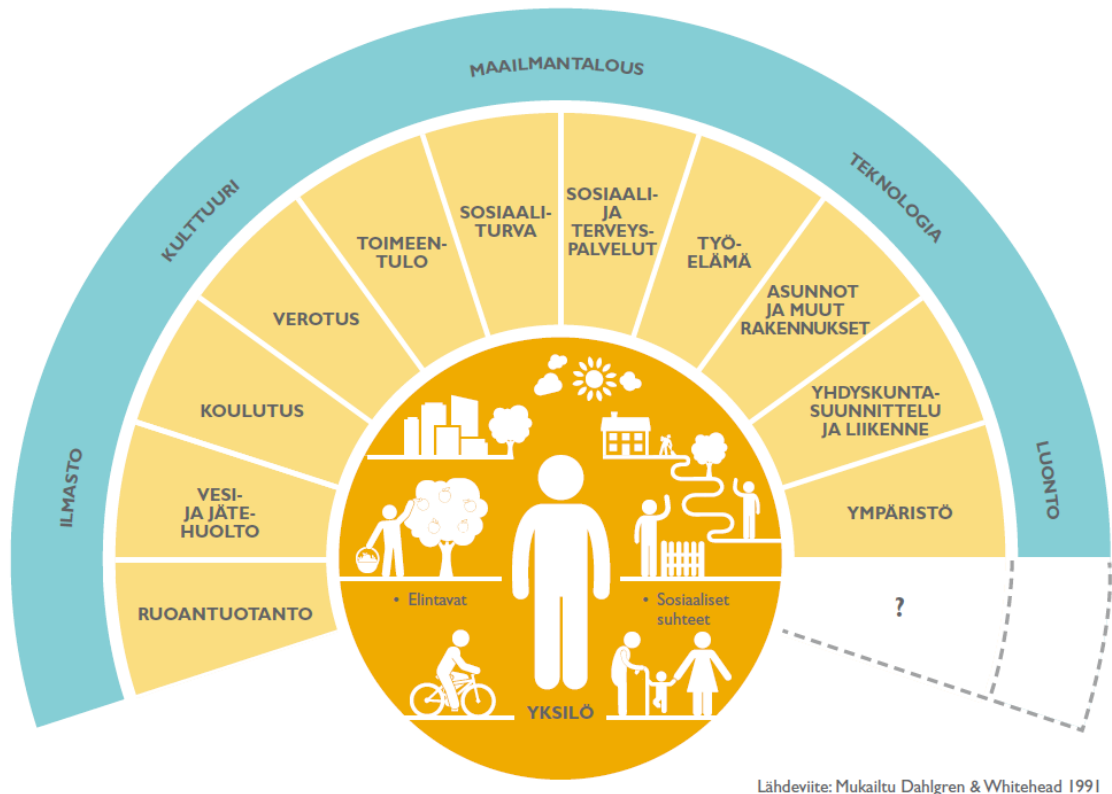 MAAILMANTALOUS
KULTTUURI
TEKNOLOGIA
ILMASTO
LUONTO
RUOANTUOTANTO
VESI-
JA JÄTE-
HUOLTO
KOULUTUS
VEROTUS
TOIMEEN-
TULO
SOSIAALI-
TURVA
SOSIAALI-
JA
TERVEYS-
PALVELUT
TYÖ-
ELÄMÄ
ASUNNOT
JA MUUT
RAKENNUKSET
YHDYSKUNTA-
SUUNNITTELU
JA LIIKENNE
YMPÄRISTÖ
?
• Elintavat
• Sosiaaliset
suhteet
YKSILÖ
Lähdeviite: Mukailtu Dahlgren & Whitehead 1991